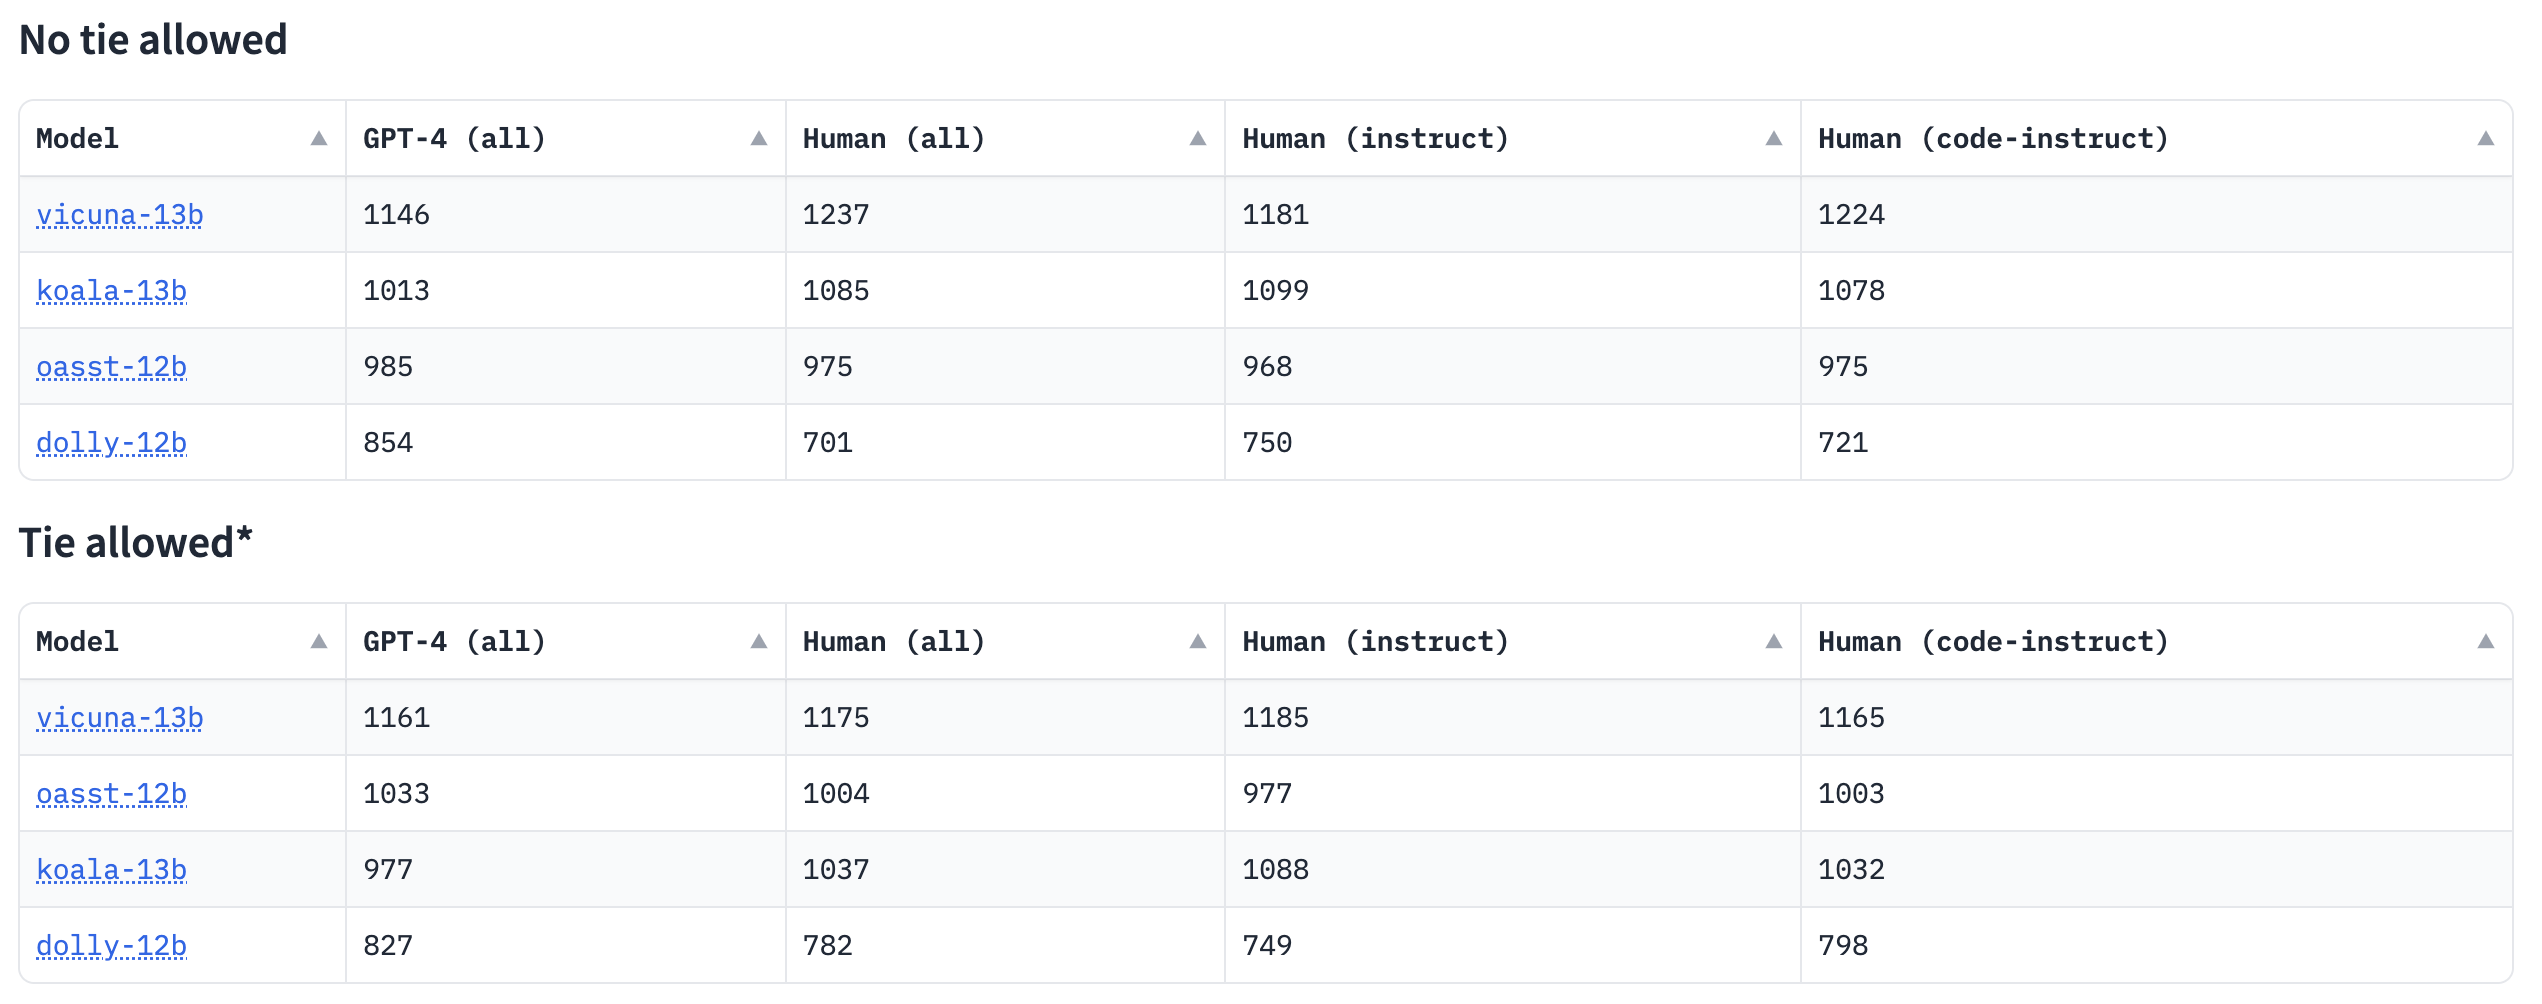 No tie allowed
Model ▲ GPT-4 (all) ▲ Human (all) ▲ Human (instruct) ▲ Human (code-instruct) ▲
vicuna-13b 1146 1237 1181 1224
koala-13b 1013 1085 1099 1078
oasst-12b 985 975 968 975
dolly-12b 854 701 750 721
Tie allowed*
Model ▲ GPT-4 (all) ▲ Human (all) ▲ Human (instruct) ▲ Human (code-instruct) ▲
vicuna-13b 1161 1175 1185 1165
oasst-12b 1033 1004 977 1003
koala-13b 977 1037 1088 1032
dolly-12b 827 782 749 798